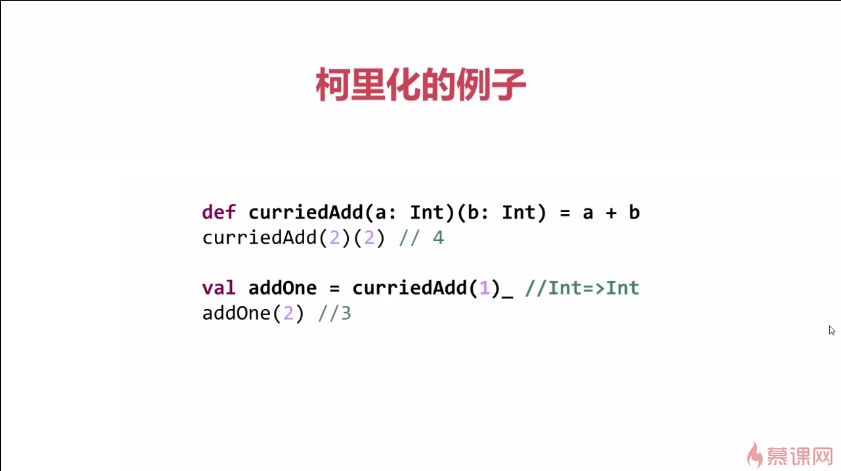 柯里化的例子
def curriedAdd(a: Int)(b: Int) = a + b
curriedAdd(2)(2) // 4
val addOne = curriedAdd(1)_ //Int=>Int
addOne(2) //3
慕课网